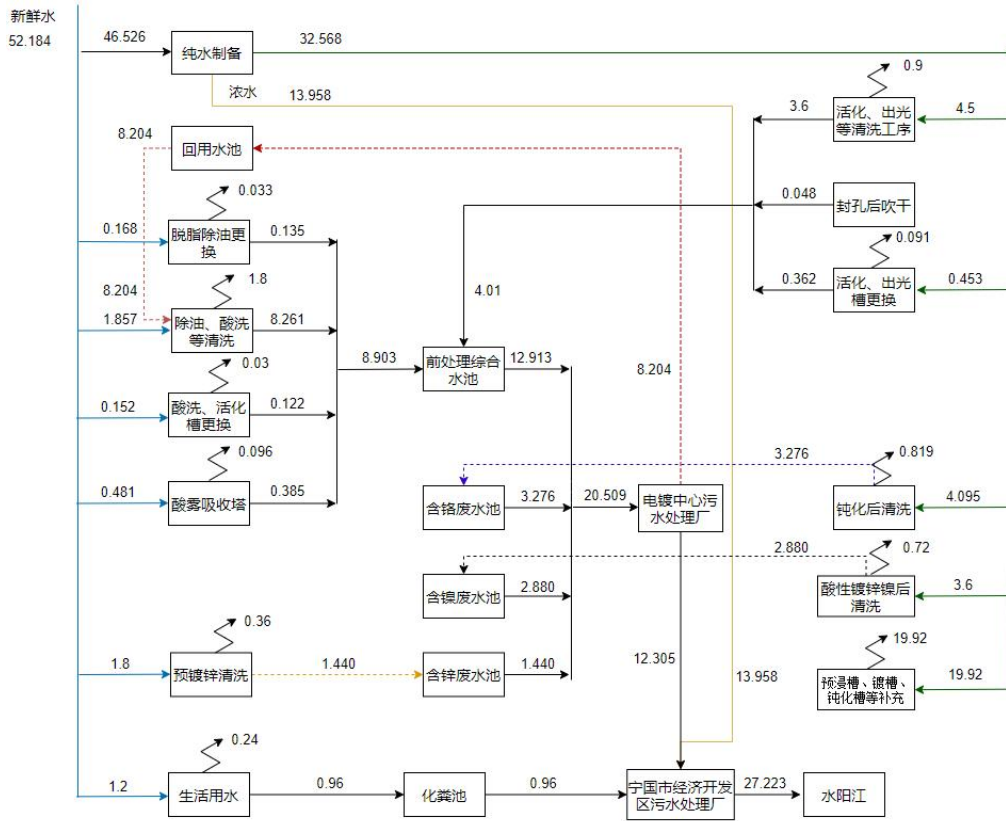 新鲜水
52.184
46.526
纯水制备
32.568
浓水
13.958
0.9
3.6
活化、出光
等清洗工序
4.5
8.204
回用水池
0.033
0.168
脱脂除油更
换
0.135
0.048
封孔后吹干
0.091
0.362
活化、出光
槽更换
0.453
8.204
1.8
1.857
除油、酸洗
等清洗
8.261
4.01
0.03
8.903
前处理综合
水池
12.913
8.204
0.152
酸洗、活化
槽更换
0.122
0.096
0.481
酸雾吸收塔
0.385
3.276
0.819
含铬废水池
3.276
20.509
电镀中心污
水处理厂
钝化后清洗
4.095
2.880
0.72
含镍废水池
2.880
酸性镀锌镍后
清洗
3.6
0.36
1.8
预镀锌清洗
1.440
含锌废水池
1.440
12.305
13.958
19.92
预浸槽、镀槽、
钝化槽等补充
19.92
0.24
1.2
生活用水
0.96
化粪池
0.96
宁国市经济开发
区污水处理厂
27.223
水阳江